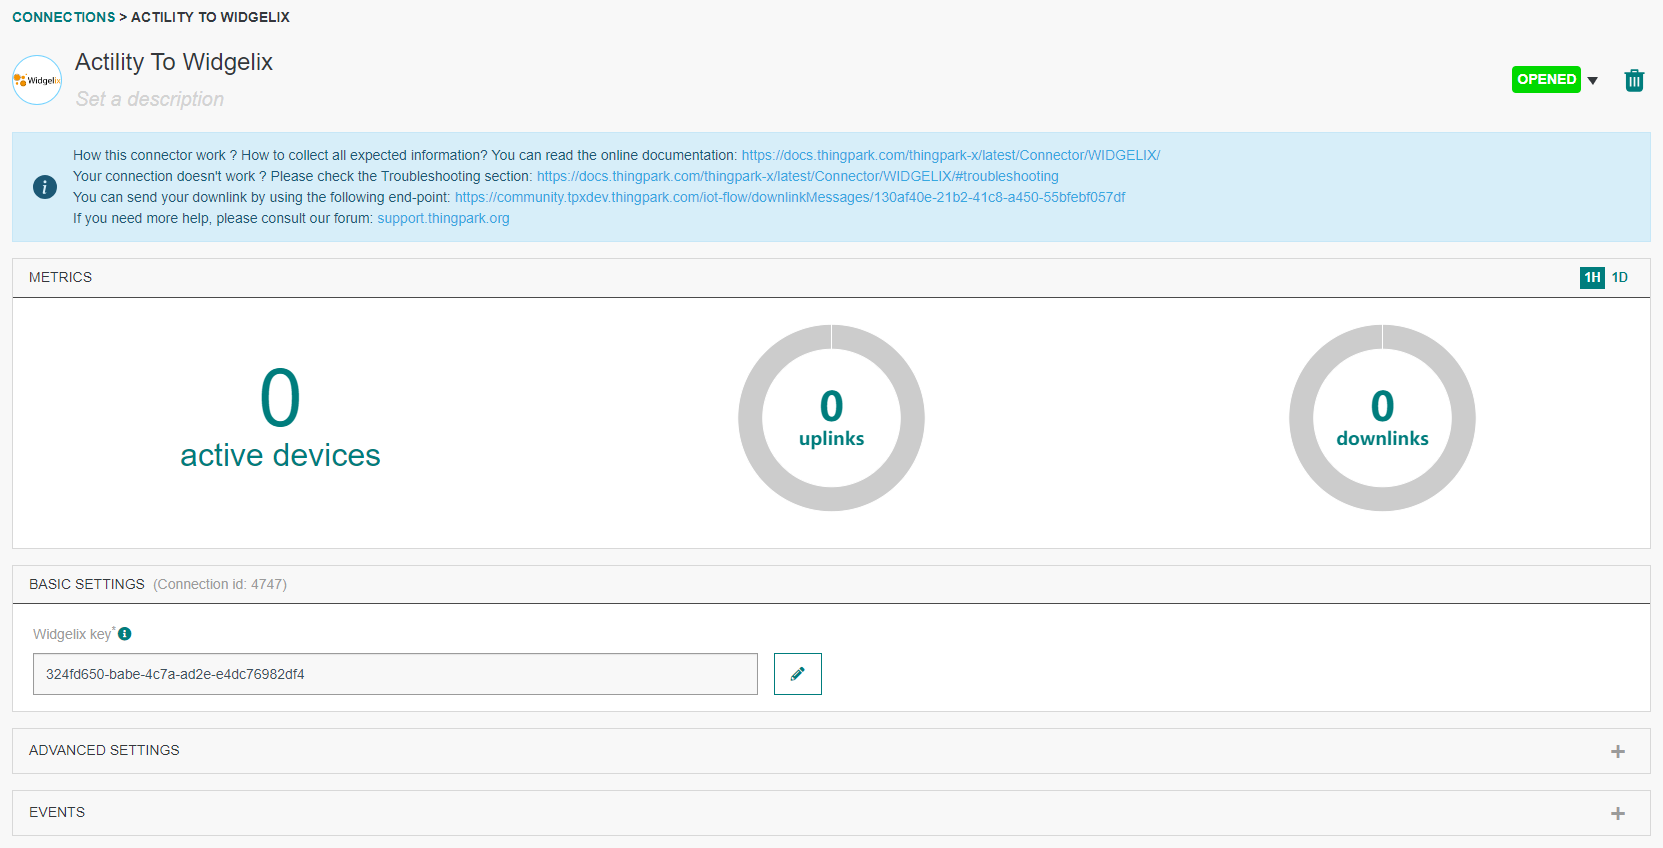 CONNECTIONS > ACTILITY TO WIDGELIX
Widgelix
Actility To Widgelix
Set a description
OPENED
How this connector work ? How to collect all expected information? You can read the online documentation: https://docs.thingpark.com/thingpark-x/latest/Connector/WIDGELIX/
Your connection doesn't work ? Please check the Troubleshooting section: https://docs.thingpark.com/thingpark-x/latest/Connector/WIDGELIX/#troubleshooting
You can send your downlink by using the following end-point: https://community.tpxdev.thingpark.com/iot-flow/downlinkMessages/130af40e-21b2-41c8-a450-55bfebf057df
If you need more help, please consult our forum: support.thingpark.org
METRICS
1H 1D
0
active devices
0
uplinks
0
downlinks
BASIC SETTINGS (Connection id: 4747)
Widgelix key*
324fd650-babe-4c7a-ad2e-e4dc76982df4
ADVANCED SETTINGS
EVENTS